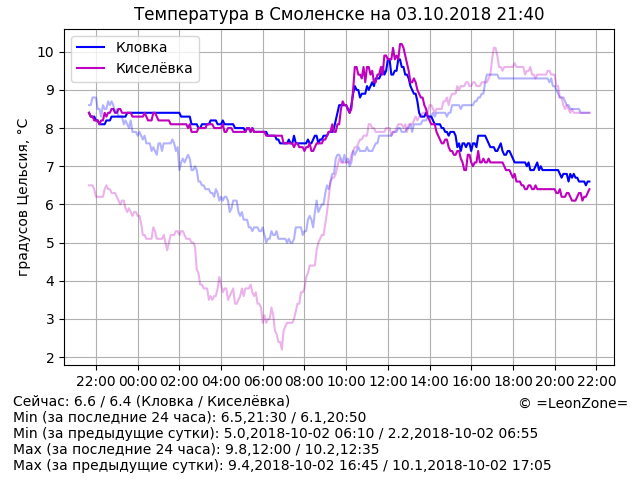 Температура в Смоленске на 03.10.2018 21:40
Кловка
Киселёвка
градусов Цельсия, °C
10
9
8
7
6
5
4
3
2
22:00 00:00 02:00 04:00 06:00 08:00 10:00 12:00 14:00 16:00 18:00 20:00 22:00
Сейчас: 6.6 / 6.4 (Кловка / Киселёвка)
© =LeonZone=
Min (за последние 24 часа): 6.5,21:30 / 6.1,20:50
Min (за предыдущие сутки): 5.0,2018-10-02 06:10 / 2.2,2018-10-02 06:55
Max (за последние 24 часа): 9.8,12:00 / 10.2,12:35
Max (за предыдущие сутки): 9.4,2018-10-02 16:45 / 10.1,2018-10-02 17:05